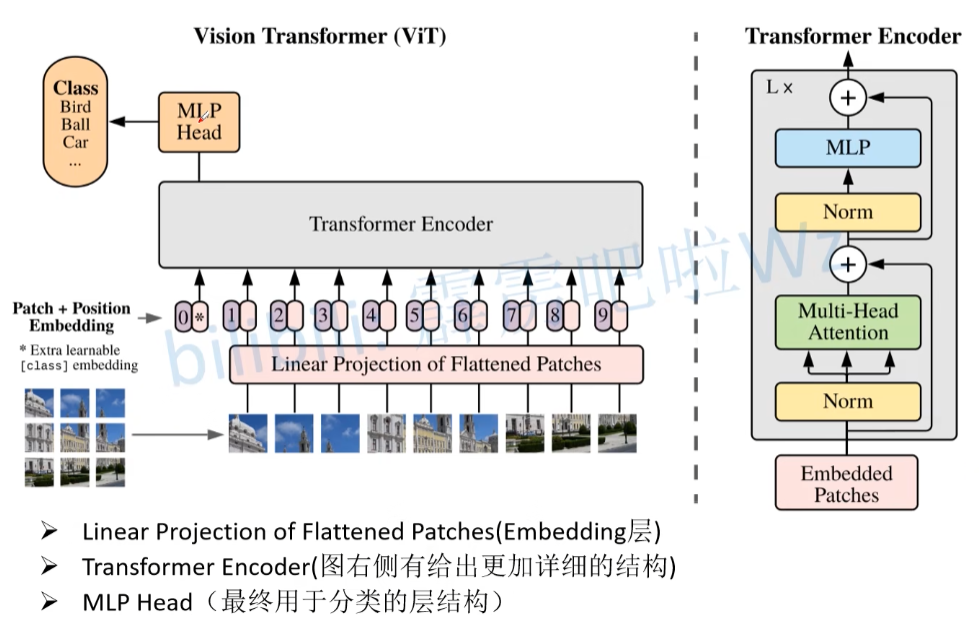 Vision Transformer (ViT)
Transformer Encoder
Class
Bird
Ball
Car
...
MLP
Head
Transformer Encoder
Patch + Position
Embedding
0 * 1 2 3 4 5 6 7 8 9
* Extra learnable
[class] embedding
Linear Projection of Flattened Patches
L ×
+
MLP
Norm
+
Multi-Head
Attention
Norm
Embedded
Patches
bilibili: 霹雳吧啦Wz
➢ Linear Projection of Flattened Patches(Embedding层)
➢ Transformer Encoder(图右侧有给出更加详细的结构)
➢ MLP Head（最终用于分类的层结构）